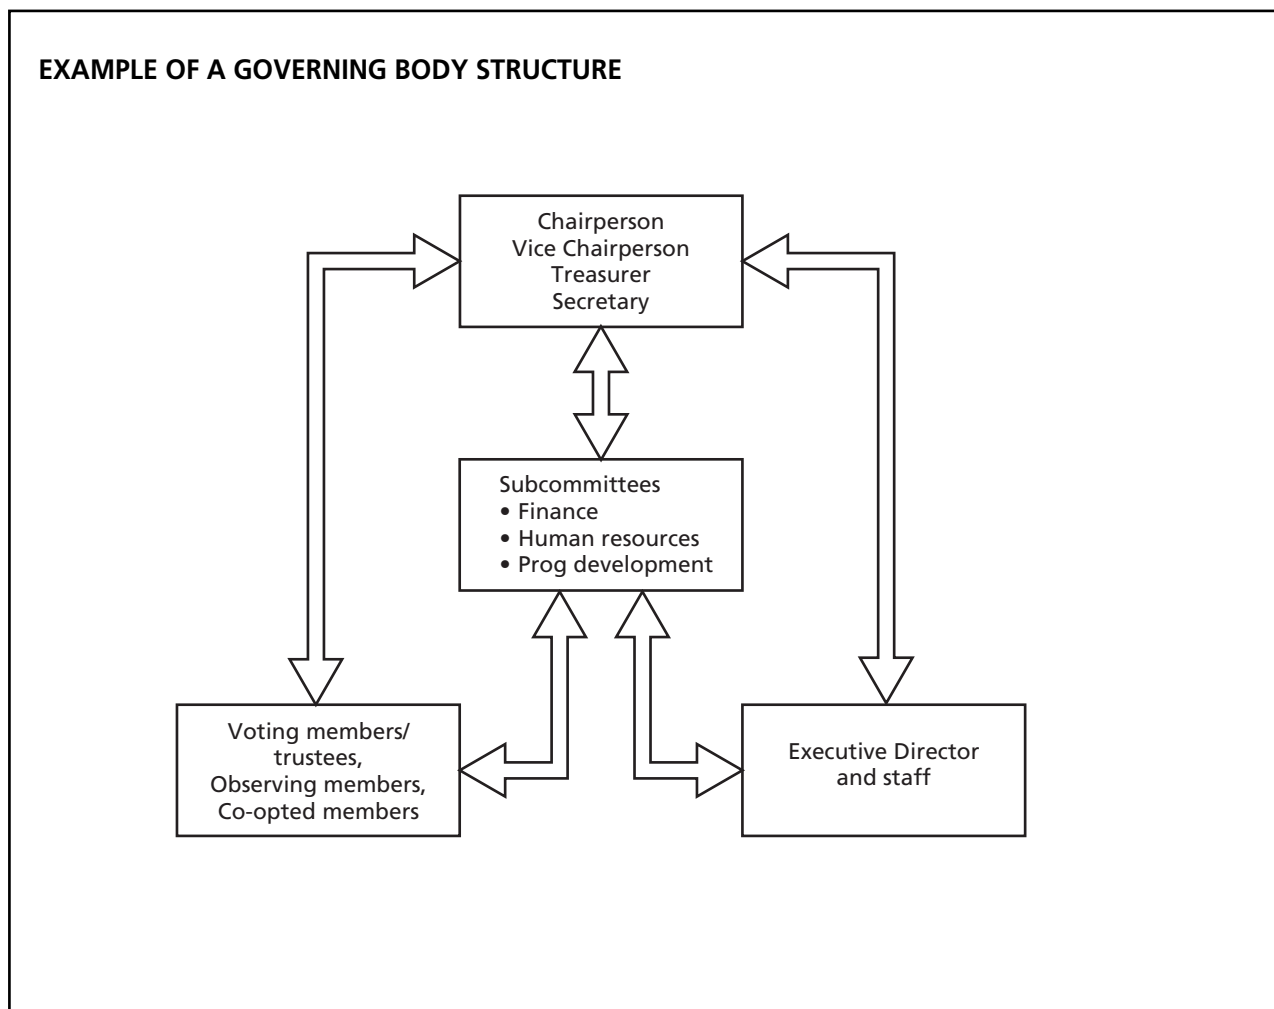 EXAMPLE OF A GOVERNING BODY STRUCTURE
Chairperson
Vice Chairperson
Treasurer
Secretary
Subcommittees
• Finance
• Human resources
• Prog development
Voting members/
trustees,
Observing members,
Co-opted members
Executive Director
and staff